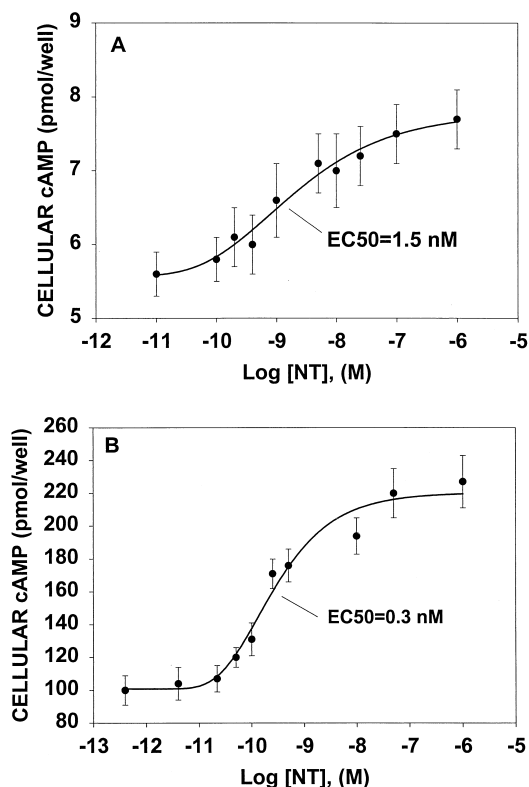 A
CELLULAR cAMP (pmol/well)
9
8
7
6
5
EC50=1.5 nM
-12 -11 -10 -9 -8 -7 -6 -5
Log [NT], (M)
B
CELLULAR cAMP (pmol/well)
260
240
220
200
180
160
140
120
100
80
EC50=0.3 nM
-13 -12 -11 -10 -9 -8 -7 -6 -5
Log [NT], (M)